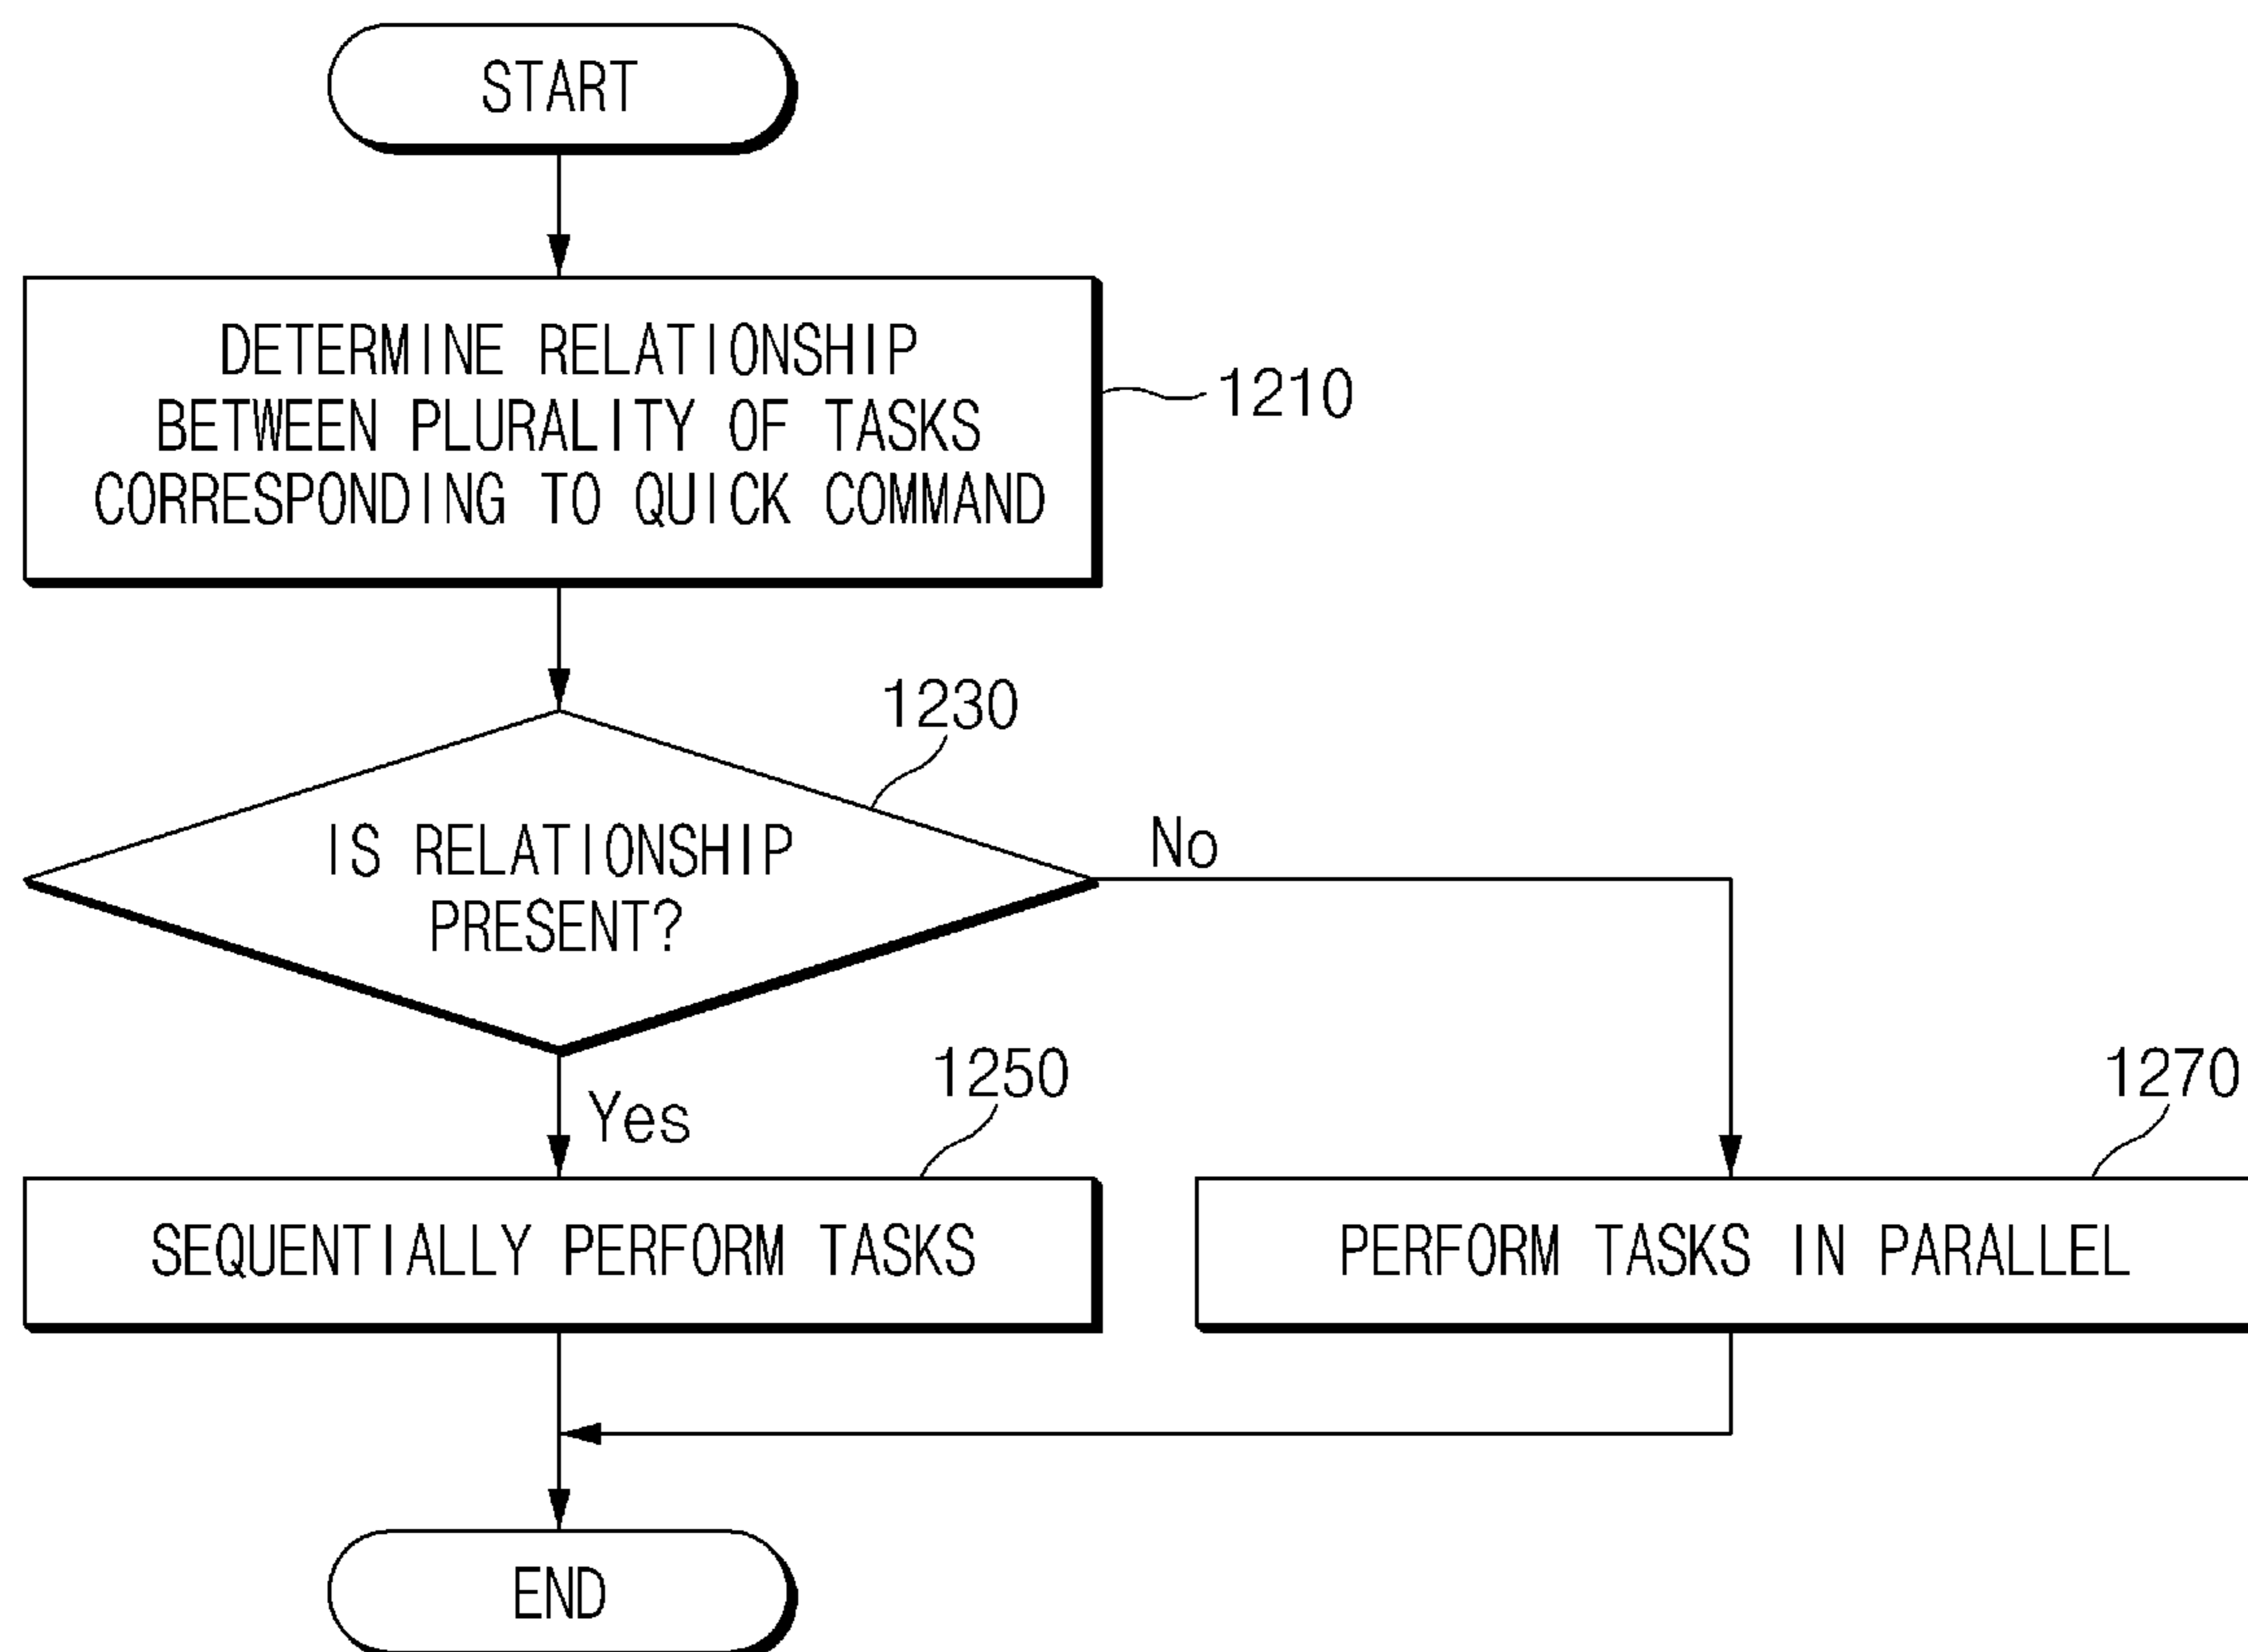 START
DETERMINE RELATIONSHIP
BETWEEN PLURALITY OF TASKS
CORRESPONDING TO QUICK COMMAND
1210
1230
IS RELATIONSHIP
PRESENT?
No
Yes
1250
1270
SEQUENTIALLY PERFORM TASKS
PERFORM TASKS IN PARALLEL
END